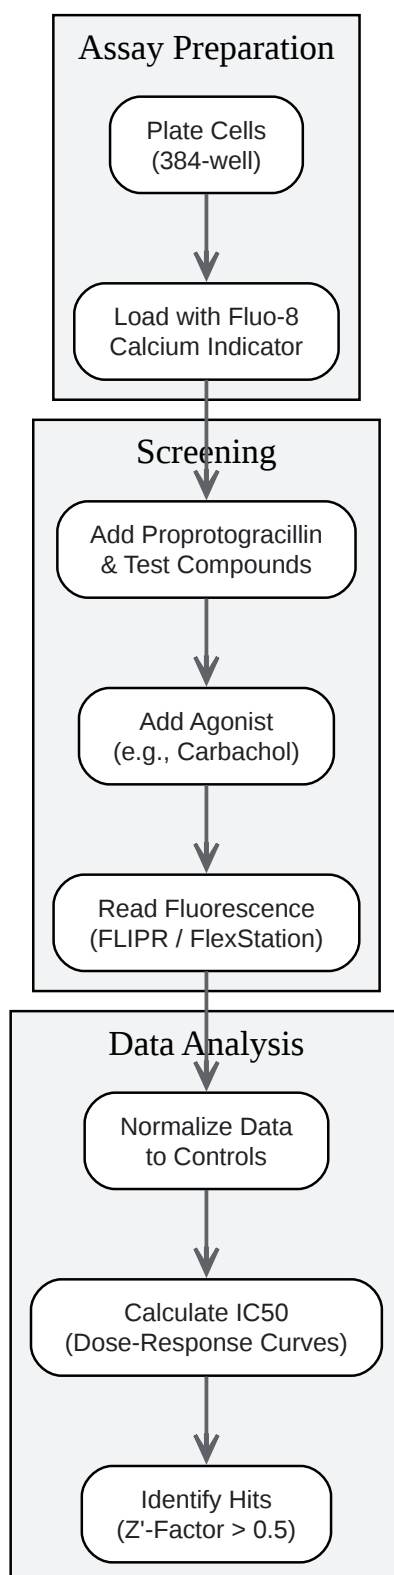 Assay Preparation
Plate Cells
(384-well)
Load with Fluo-8
Calcium Indicator
Screening
Add Proprotogracillin
& Test Compounds
Add Agonist
(e.g., Carbachol)
Read Fluorescence
(FLIPR / FlexStation)
Data Analysis
Normalize Data
to Controls
Calculate IC50
(Dose-Response Curves)
Identify Hits
(Z'-Factor > 0.5)